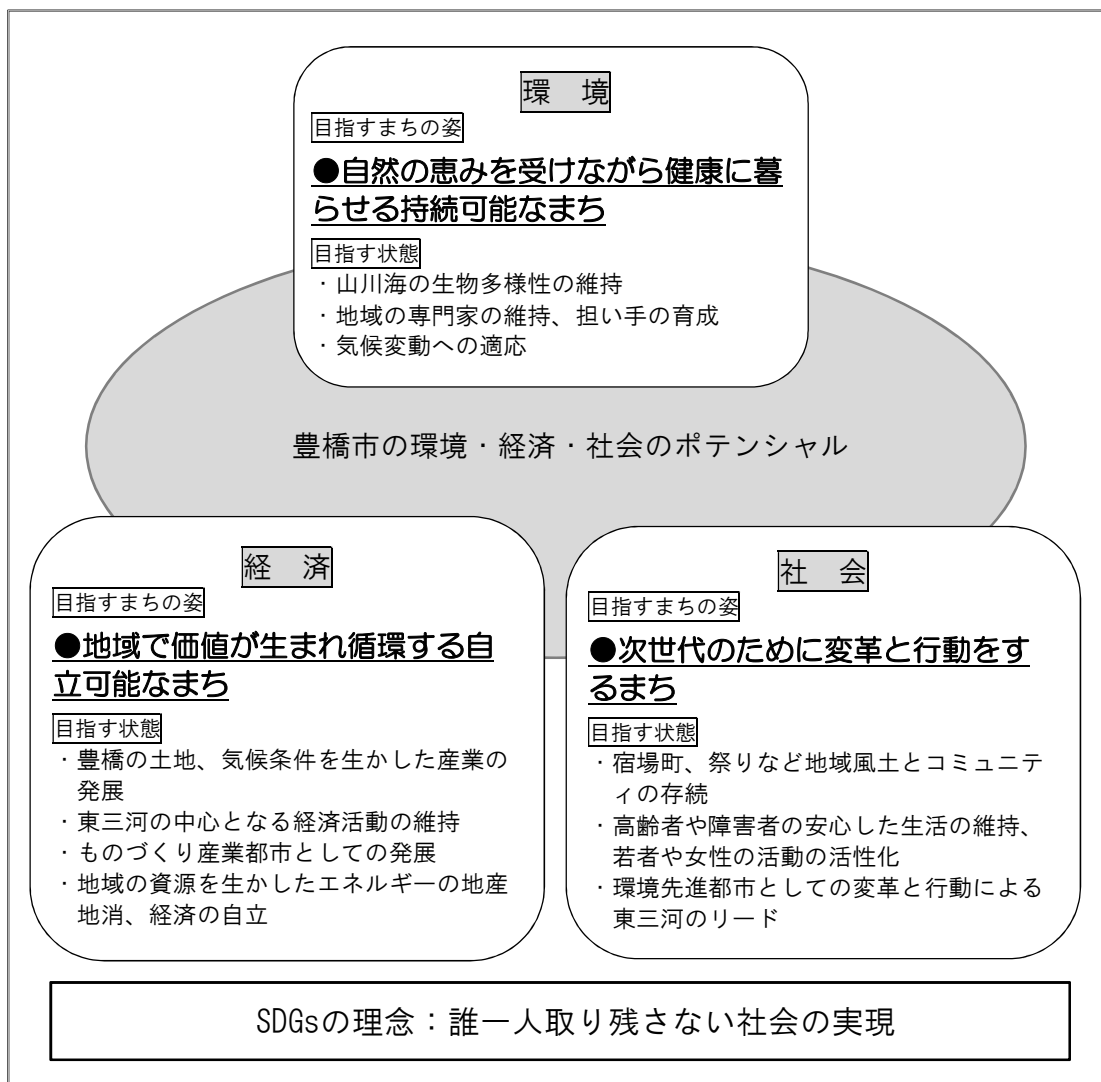 環　境
目指すまちの姿
●自然の恵みを受けながら健康に暮
らせる持続可能なまち
目指す状態
・山川海の生物多様性の維持
・地域の専門家の維持、担い手の育成
・気候変動への適応
豊橋市の環境・経済・社会のポテンシャル
経　済
目指すまちの姿
●地域で価値が生まれ循環する自
立可能なまち
目指す状態
・豊橋の土地、気候条件を生かした産業の
発展
・東三河の中心となる経済活動の維持
・ものづくり産業都市としての発展
・地域の資源を生かしたエネルギーの地産
地消、経済の自立
社　会
目指すまちの姿
●次世代のために変革と行動をす
るまち
目指す状態
・宿場町、祭りなど地域風土とコミュニテ
ィの存続
・高齢者や障害者の安心した生活の維持、
若者や女性の活動の活性化
・環境先進都市としての変革と行動による
東三河のリード
SDGsの理念：誰一人取り残さない社会の実現